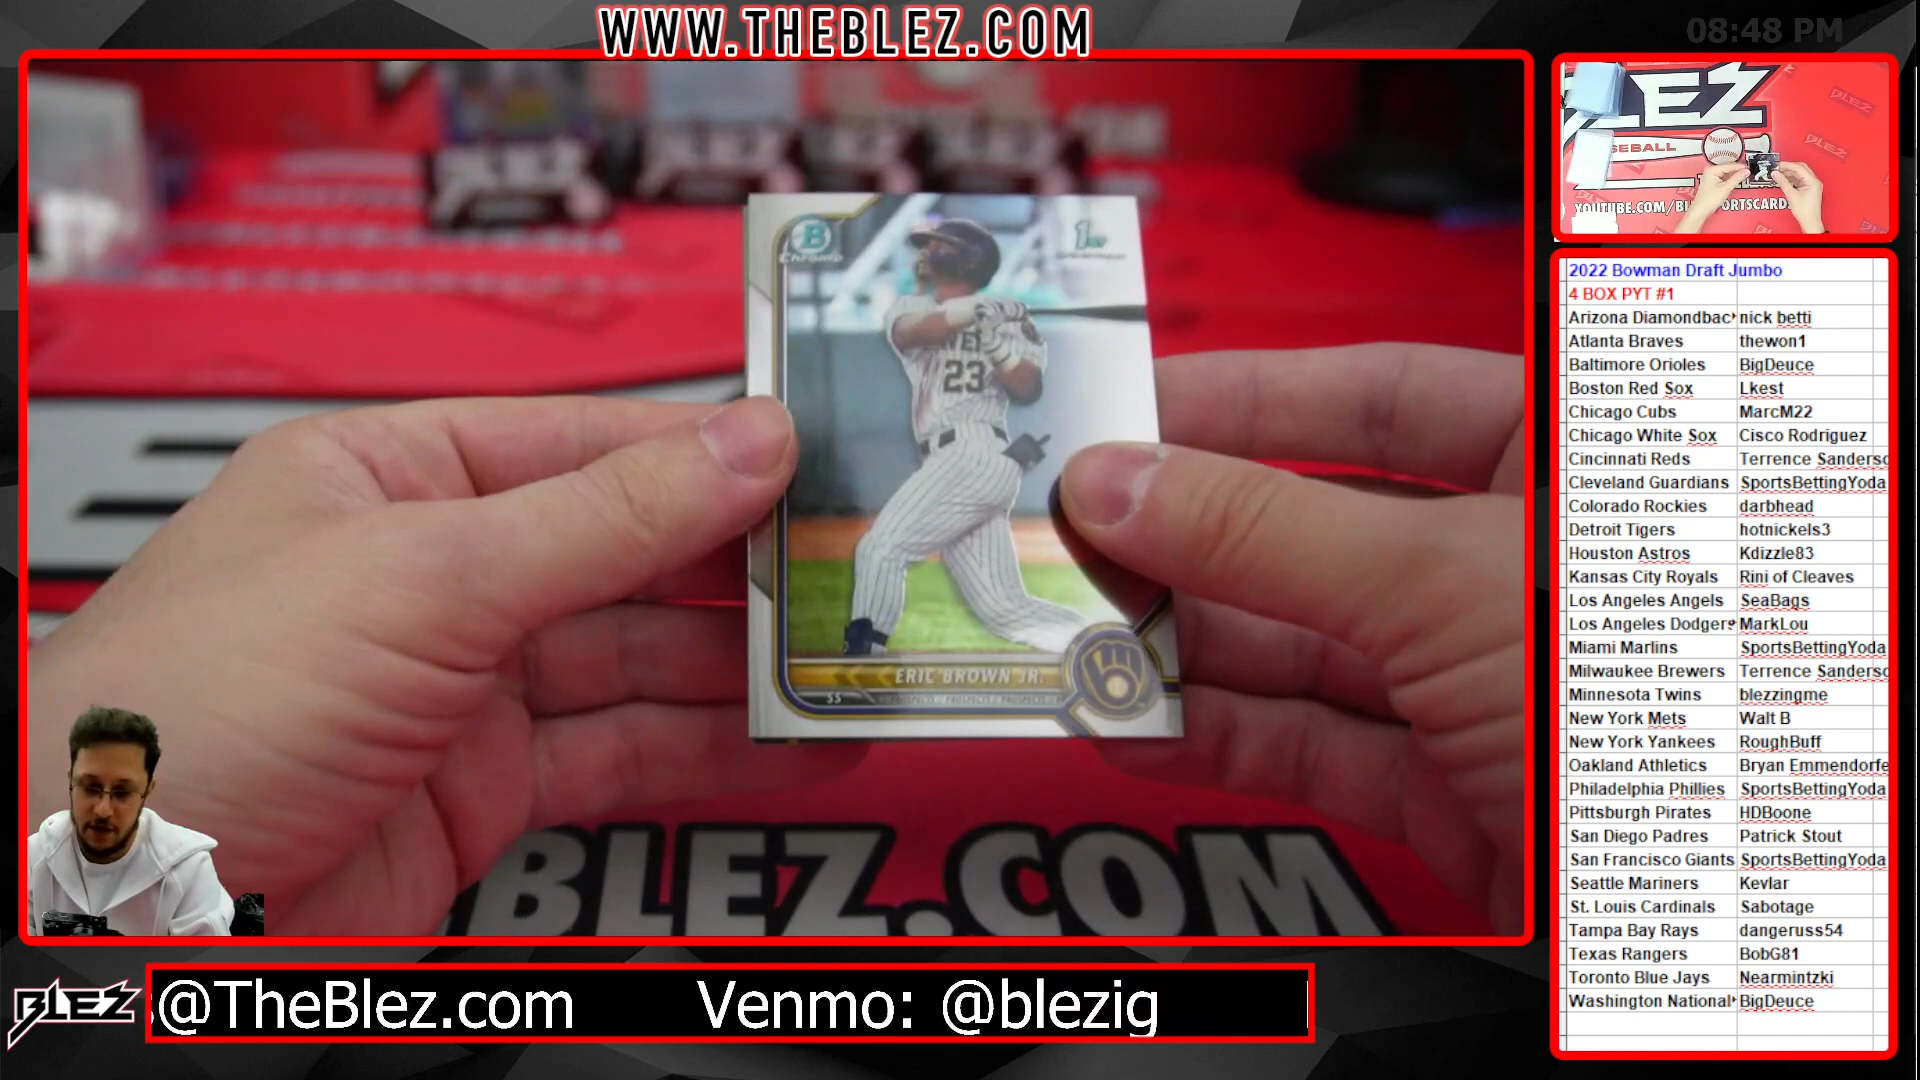 WWW.THEBLEZ.COM
08:48 PM
BLEZ
B
Chrome
1st
23
ERIC BROWN JR.
SS
PROSPECTS PROSPECTS PROSPECTS
BLEZ.COM
EZ
SEBALL
BLEZ
BLEZ
2022 Bowman Draft Jumbo
4 BOX PYT #1
Arizona Diamondbac nick betti
Atlanta Braves thewon1
Baltimore Orioles BigDeuce
Boston Red Sox Lkest
Chicago Cubs MarcM22
Chicago White Sox Cisco Rodriguez
Cincinnati Reds Terrence Sanderso
Cleveland Guardians SportsBettingYoda
Colorado Rockies darbhead
Detroit Tigers hotnickels3
Houston Astros Kdizzle83
Kansas City Royals Rini of Cleaves
Los Angeles Angels SeaBags
Los Angeles Dodgers MarkLou
Miami Marlins SportsBettingYoda
Milwaukee Brewers Terrence Sanderso
Minnesota Twins blezzingme
New York Mets Walt B
New York Yankees RoughBuff
Oakland Athletics Bryan Emmendorfe
Philadelphia Phillies SportsBettingYoda
Pittsburgh Pirates HDBoone
San Diego Padres Patrick Stout
San Francisco Giants SportsBettingYoda
Seattle Mariners Kevlar
St. Louis Cardinals Sabotage
Tampa Bay Rays dangeruss54
Texas Rangers BobG81
Toronto Blue Jays Nearmintzki
Washington National BigDeuce
BLEZ
@TheBlez.com Venmo: @blezig